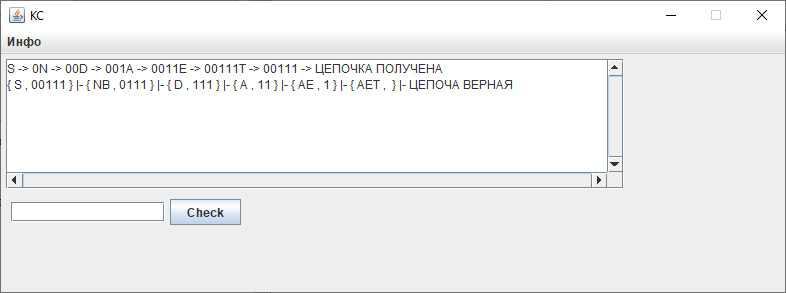 КС
Инфо
S -> 0N -> 00D -> 001A -> 0011E -> 00111T -> 00111 -> ЦЕПОЧКА ПОЛУЧЕНА
{ S , 00111 } |- { NB , 0111 } |- { D , 111 } |- { A , 11 } |- { AE , 1 } |- { AET ,  } |- ЦЕПОЧА ВЕРНАЯ
Check